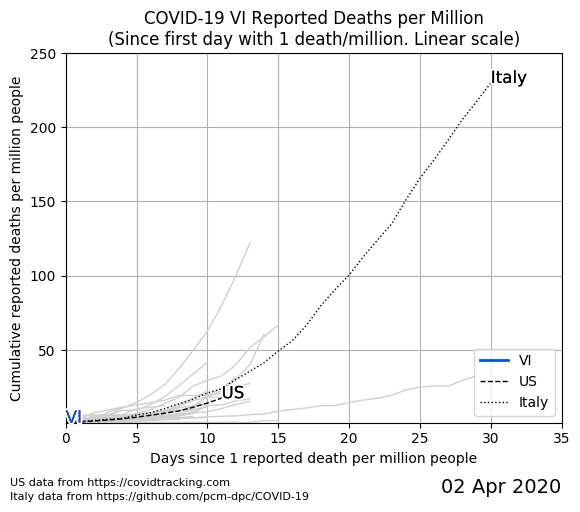 COVID-19 VI Reported Deaths per Million
(Since first day with 1 death/million. Linear scale)
Cumulative reported deaths per million people
250
200
150
100
50
Italy
US
VI
VI
US
Italy
0
5
10
15
20
25
30
35
Days since 1 reported death per million people
US data from https://covidtracking.com
Italy data from https://github.com/pcm-dpc/COVID-19
02 Apr 2020